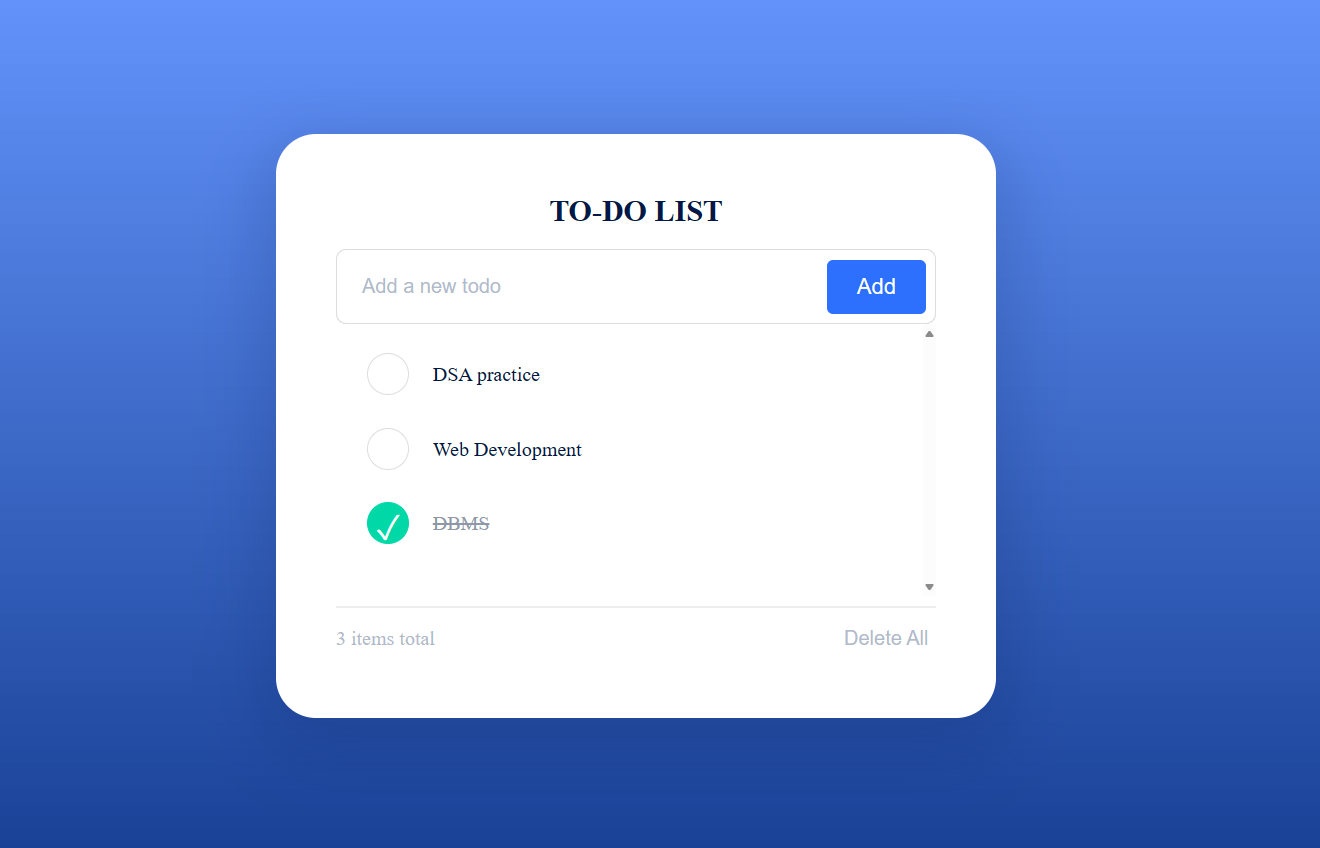 TO-DO LIST
Add a new todo Add
DSA practice
Web Development
DBMS
3 items total Delete All